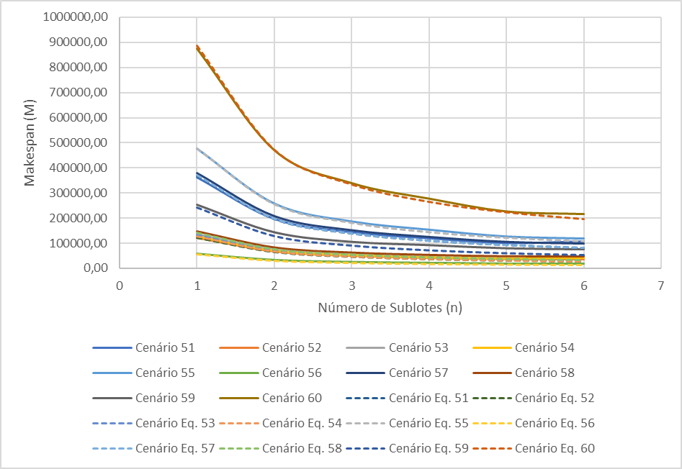 1000000,00
900000,00
800000,00
700000,00
600000,00
500000,00
400000,00
300000,00
200000,00
100000,00
0,00
Makespan (M)
0 1 2 3 4 5 6 7
Número de Sublotes (n)
Cenário 51 Cenário 52 Cenário 53 Cenário 54
Cenário 55 Cenário 56 Cenário 57 Cenário 58
Cenário 59 Cenário 60 Cenário Eq. 51 Cenário Eq. 52
Cenário Eq. 53 Cenário Eq. 54 Cenário Eq. 55 Cenário Eq. 56
Cenário Eq. 57 Cenário Eq. 58 Cenário Eq. 59 Cenário Eq. 60